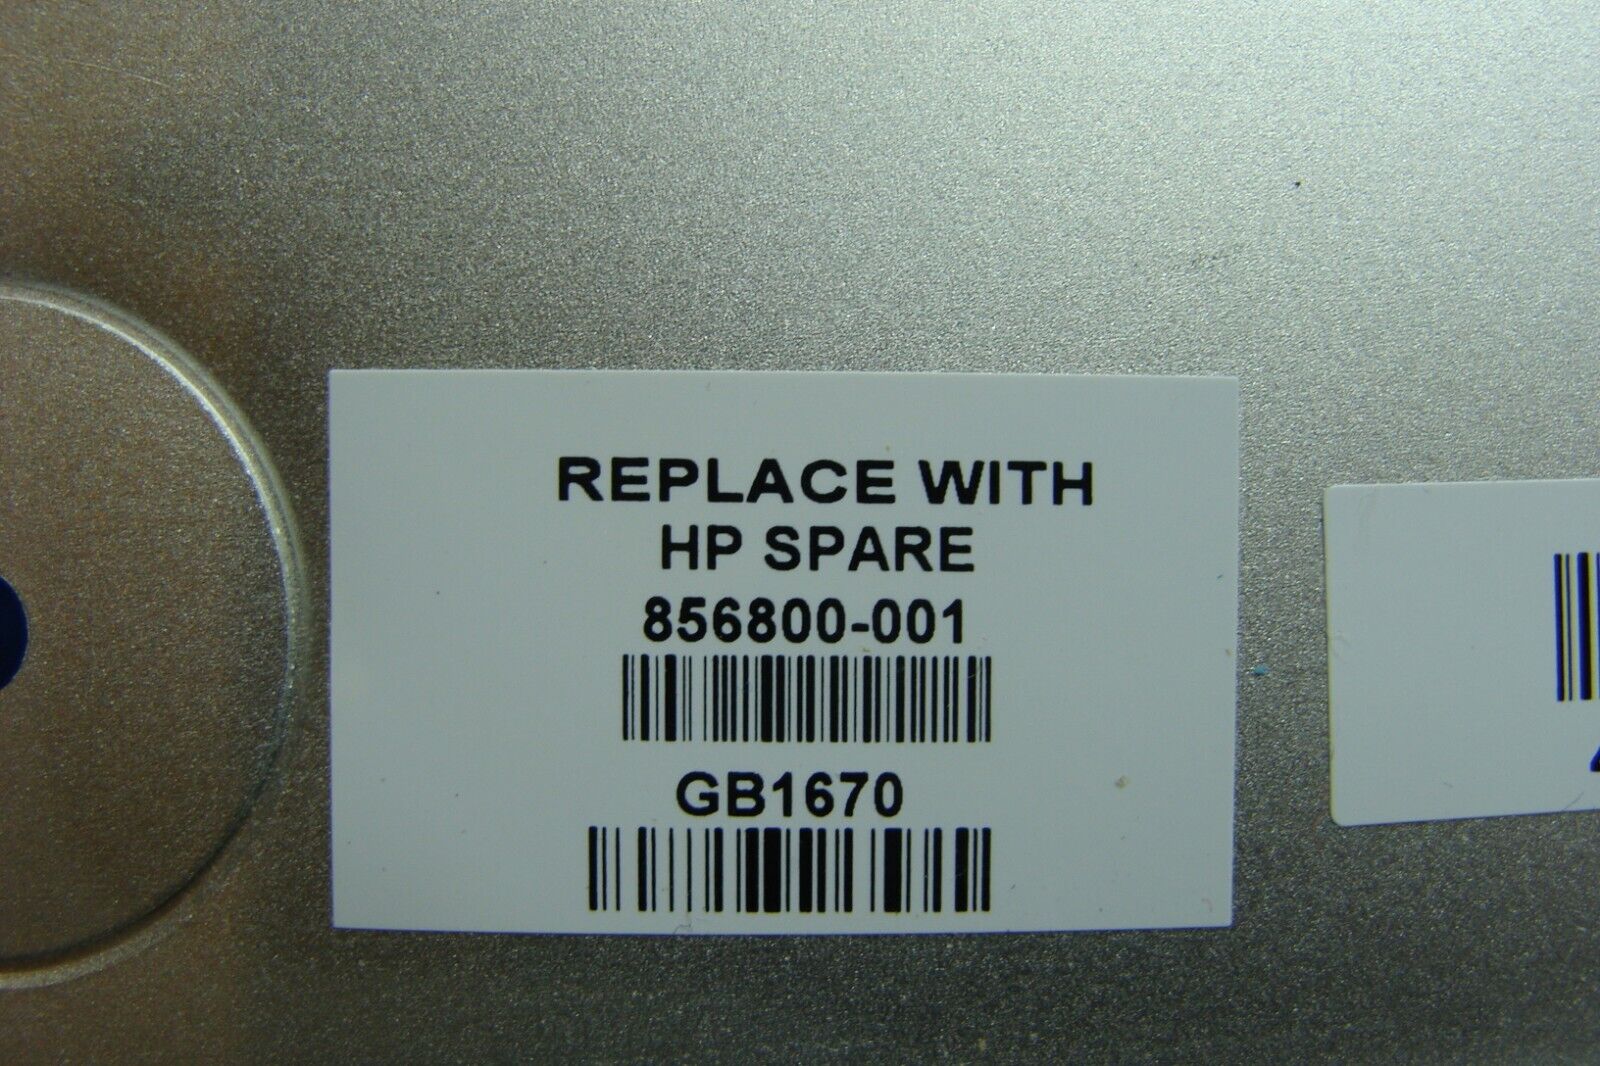 REPLACE WITH
HP SPARE
856800-001
GB1670